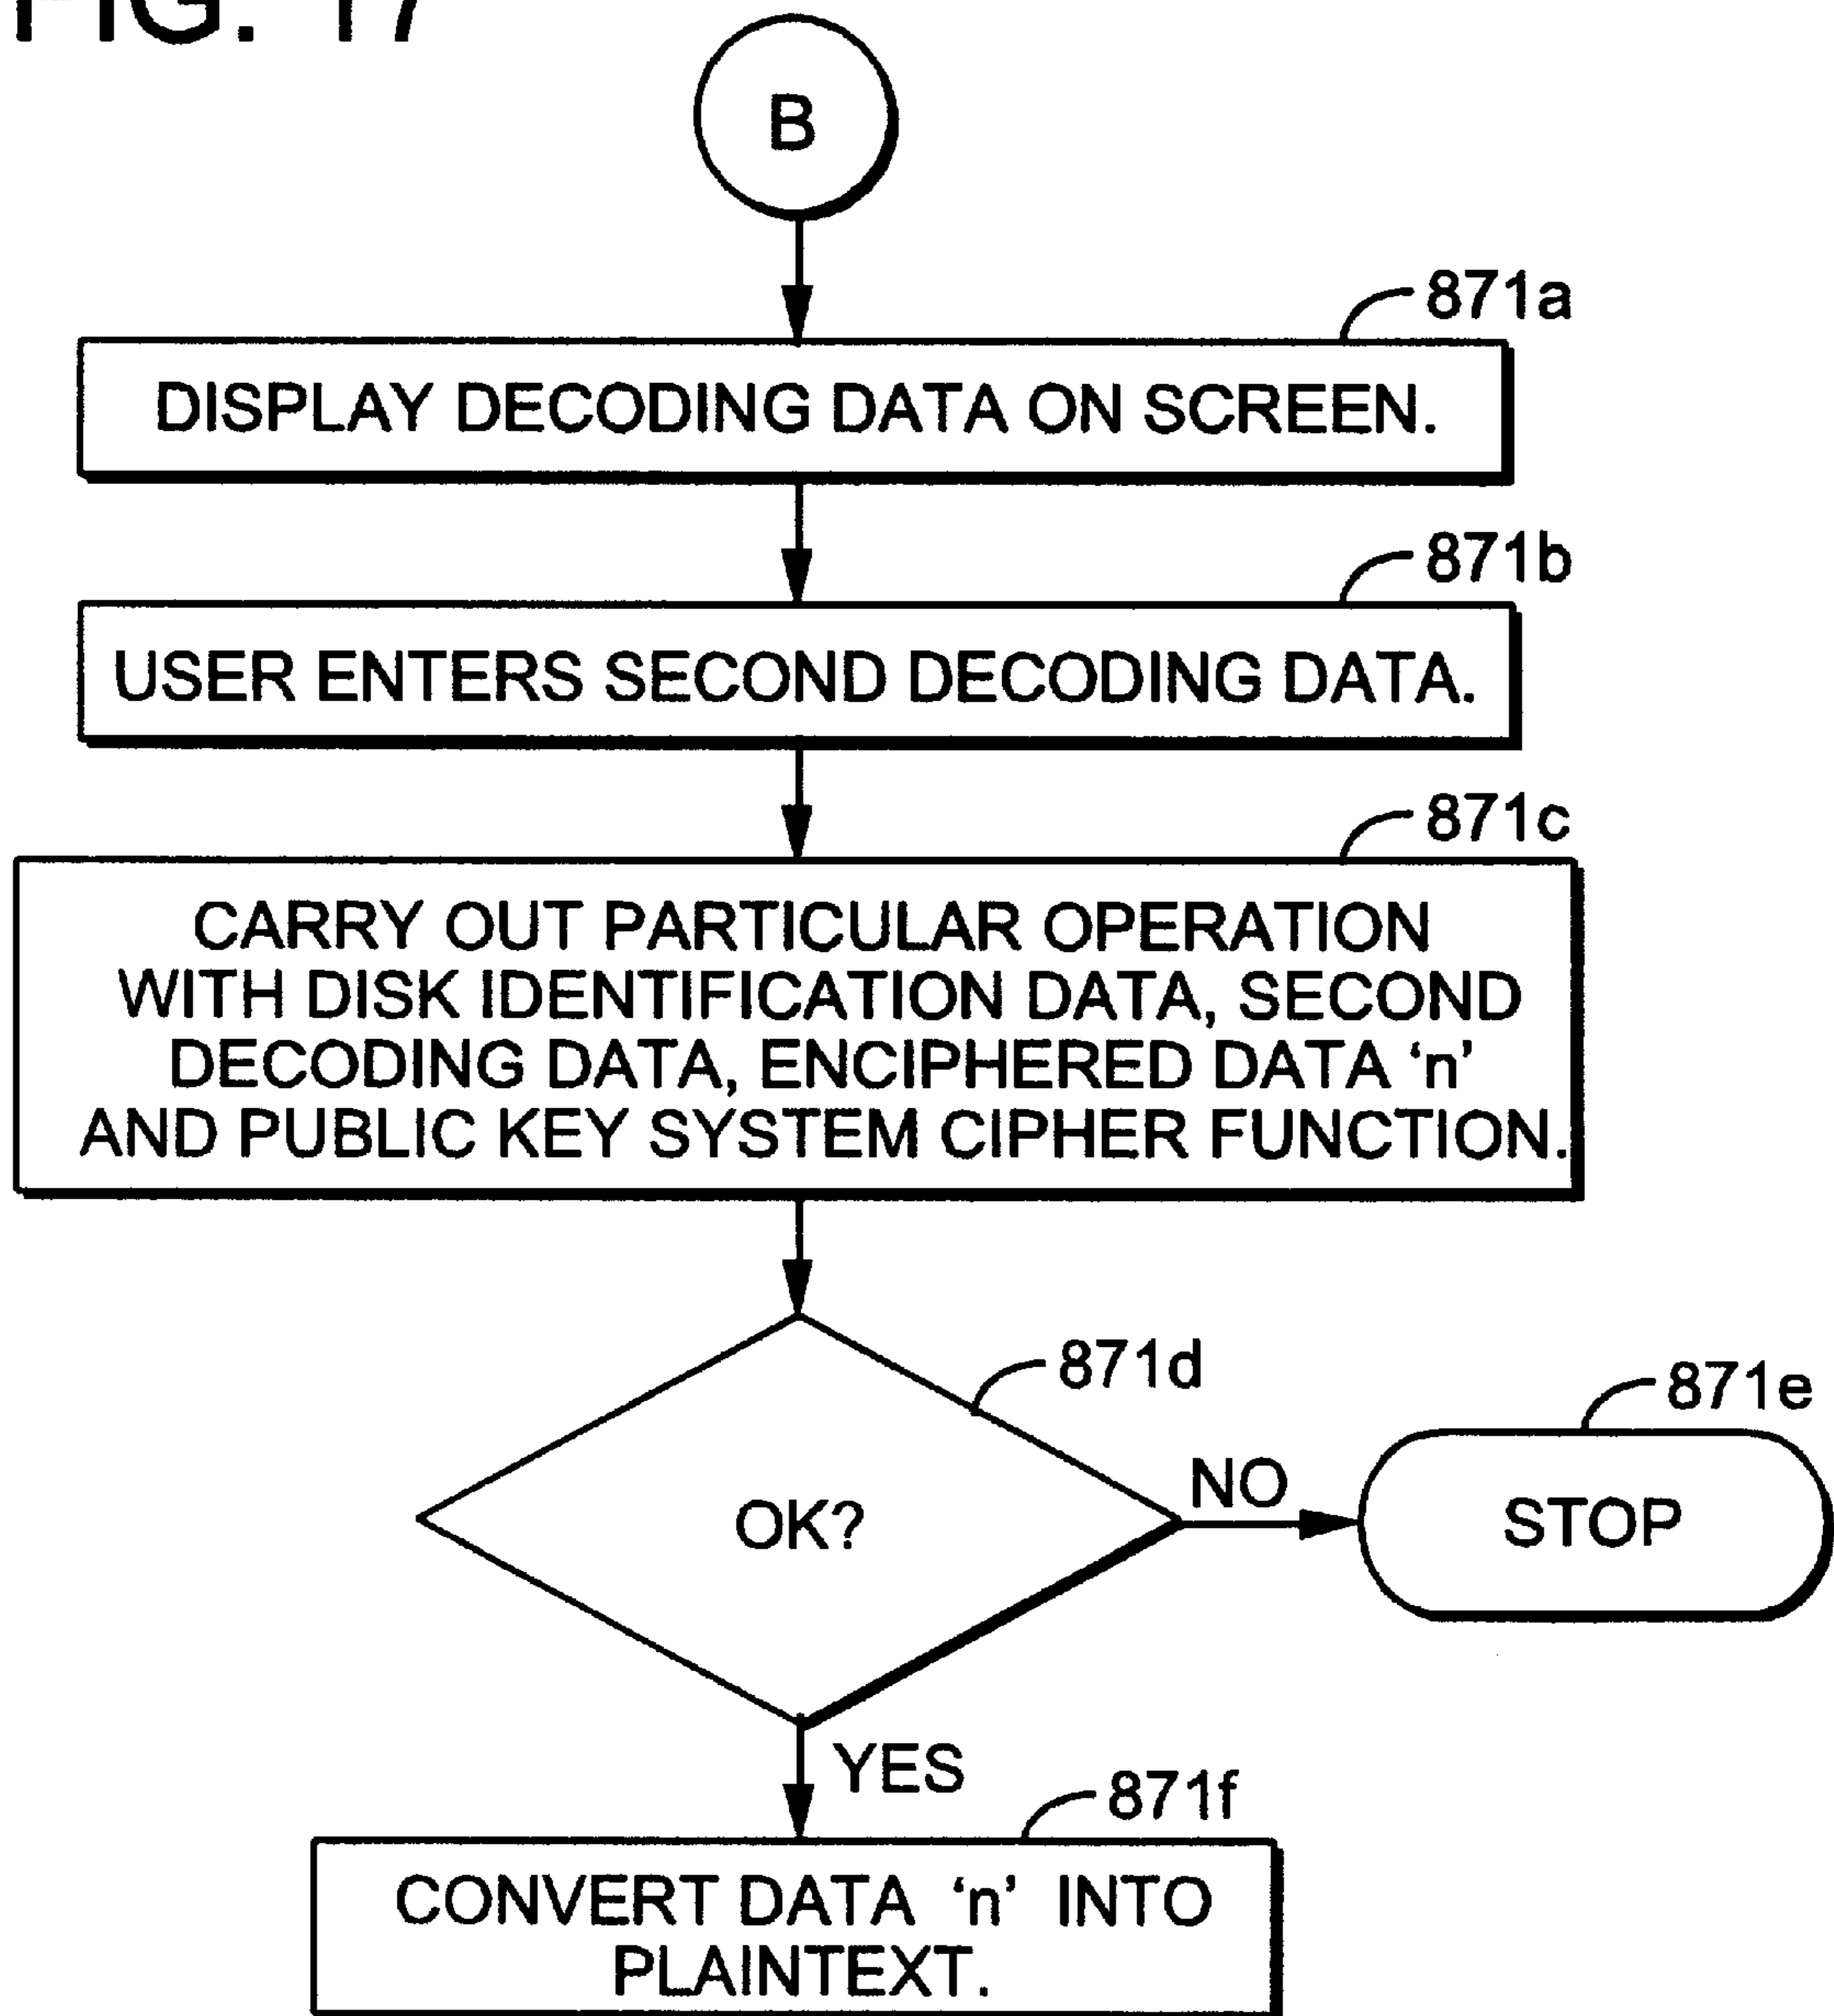 FIG. 17
B
871a
DISPLAY DECODING DATA ON SCREEN.
871b
USER ENTERS SECOND DECODING DATA.
871c
CARRY OUT PARTICULAR OPERATION
WITH DISK IDENTIFICATION DATA, SECOND
DECODING DATA, ENCIPHERED DATA ‘n’
AND PUBLIC KEY SYSTEM CIPHER FUNCTION.
871d
871e
OK?
NO
STOP
YES
871f
CONVERT DATA ‘n’ INTO
PLAINTEXT.